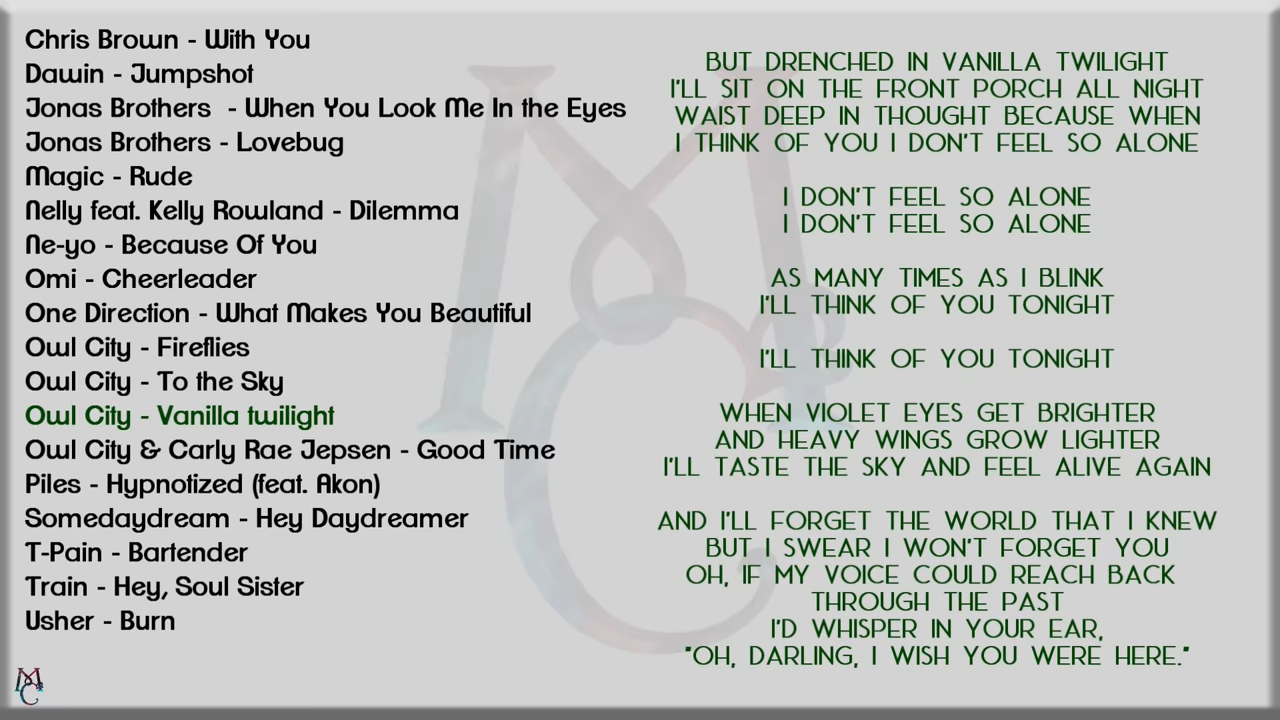 Chris Brown - With You
Dawin - Jumpshot
Jonas Brothers  - When You Look Me In the Eyes
Jonas Brothers - Lovebug
Magic - Rude
Nelly feat. Kelly Rowland - Dilemma
Ne-yo - Because Of You
Omi - Cheerleader
One Direction - What Makes You Beautiful
Owl City - Fireflies
Owl City - To the Sky
Owl City - Vanilla twilight
Owl City & Carly Rae Jepsen - Good Time
Piles - Hypnotized (feat. Akon)
Somedaydream - Hey Daydreamer
T-Pain - Bartender
Train - Hey, Soul Sister
Usher - Burn
BUT DRENCHED IN VANILLA TWILIGHT
I'LL SIT ON THE FRONT PORCH ALL NIGHT
WAIST DEEP IN THOUGHT BECAUSE WHEN
I THINK OF YOU I DON'T FEEL SO ALONE
I DON'T FEEL SO ALONE
I DON'T FEEL SO ALONE
AS MANY TIMES AS I BLINK
I'LL THINK OF YOU TONIGHT
I'LL THINK OF YOU TONIGHT
WHEN VIOLET EYES GET BRIGHTER
AND HEAVY WINGS GROW LIGHTER
I'LL TASTE THE SKY AND FEEL ALIVE AGAIN
AND I'LL FORGET THE WORLD THAT I KNEW
BUT I SWEAR I WON'T FORGET YOU
OH, IF MY VOICE COULD REACH BACK
THROUGH THE PAST
I'D WHISPER IN YOUR EAR,
"OH, DARLING, I WISH YOU WERE HERE."
MC